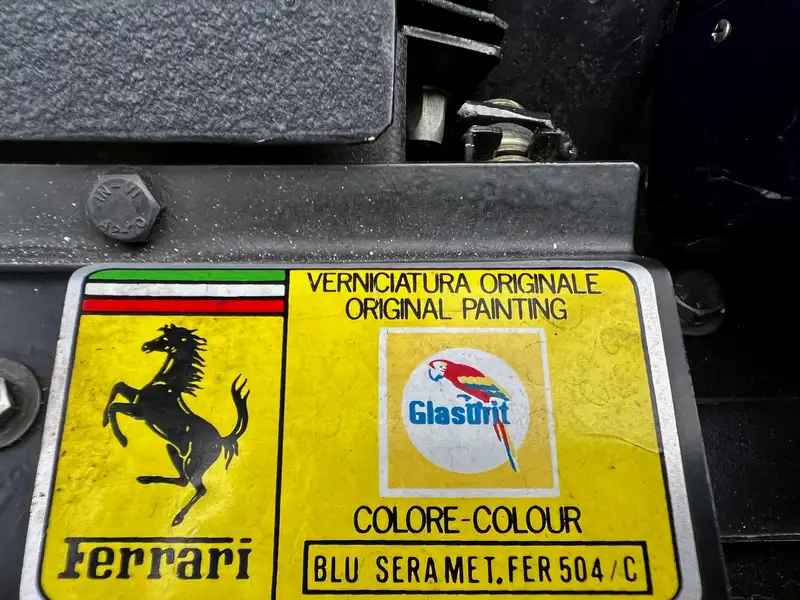 VERNICIATURA ORIGINALE
ORIGINAL PAINTING
Glasurit
COLORE-COLOUR
Ferrari
BLU SERA MET. FER 504/C